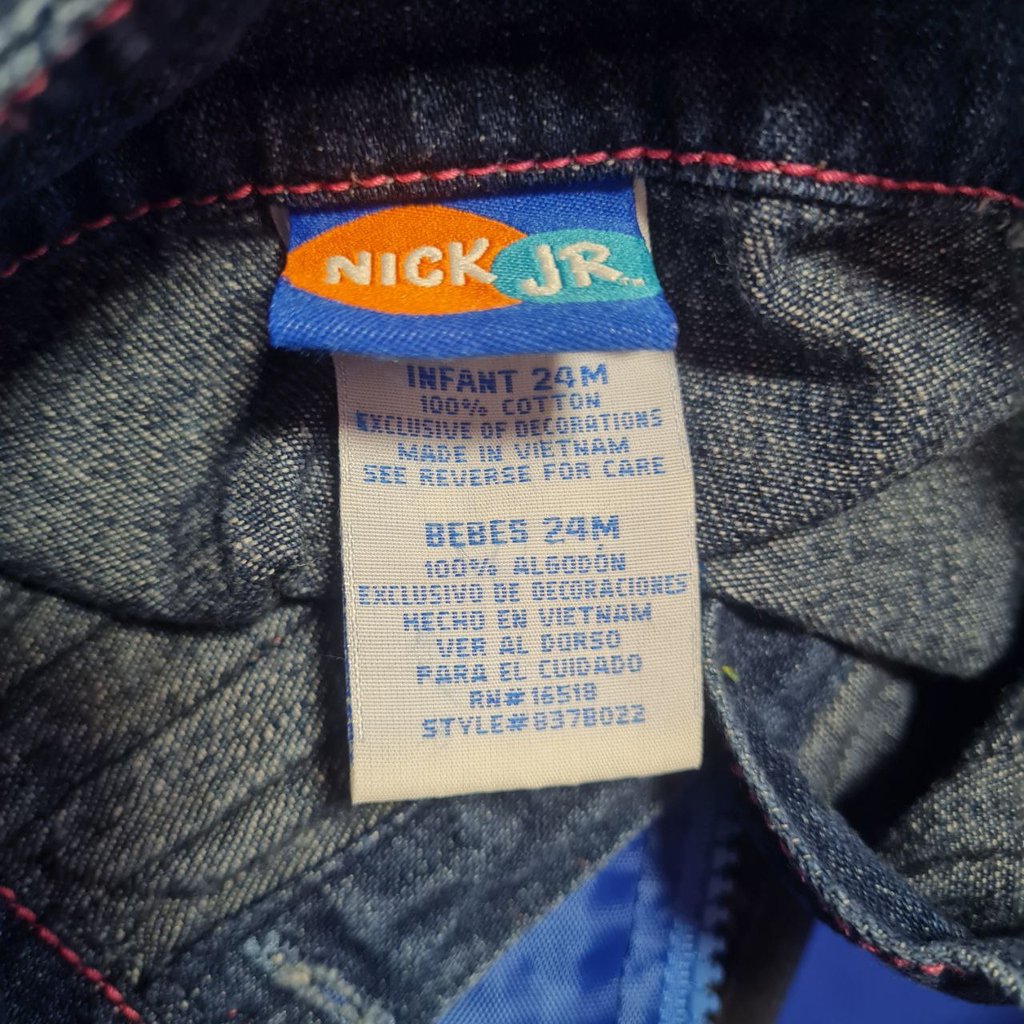 NICK JR.™
INFANT 24M
100% COTTON
EXCLUSIVE OF DECORATIONS
MADE IN VIETNAM
SEE REVERSE FOR CARE
BEBES 24M
100% ALGODÓN
EXCLUSIVO DE DECORACIONES
HECHO EN VIETNAM
VER AL DORSO
PARA EL CUIDADO
RN# 16518
STYLE#8378022